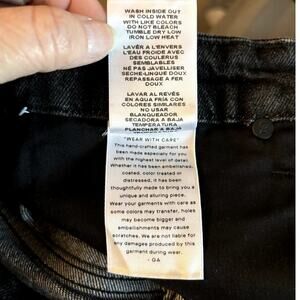 WASH INSIDE OUT
IN COLD WATER
WITH LIKE COLORS
DO NOT BLEACH
TUMBLE DRY LOW
IRON LOW HEAT
LAVER A L'ENVERS
L'EAU FROIDE AVEC
DES COULEURS
SEMBLABLES
NE PAS JAVELLISER
SECHE-LINGUE DOUX
REPASSAGE A FER
DOUX
LAVAR AL REVÉS
EN AQUA FRÍA CON
COLORES SIMILARES
NO USAR
BLANQUEADOR
SECADORA A BAJA
TEMPERATURA
PLANCHAR A BAJA
"WEAR WITH CARE"
This hand-crafted garment has
been made especially for you
with the highest level of detail.
Whether it has been embellished,
coated, color treated or
distressed, it has been
thoughtfully made to bring you a
unique and alluring piece.
Wear your garments with care as
some colors may transfer, holes
may become bigger and
embellishments may cause
scratches. We are not liable for
any damages produced by this
garment during wear.
- GA